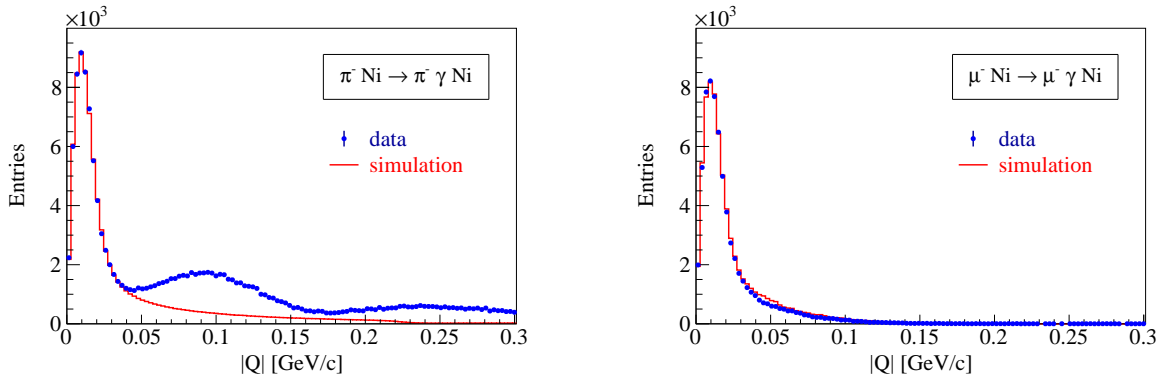 ×10³
Entries
8
6
4
2
0
π⁻ Ni → π⁻ γ Ni
data
simulation
0 0.05 0.1 0.15 0.2 0.25 0.3
|Q| [GeV/c]
×10³
Entries
8
6
4
2
0
μ⁻ Ni → μ⁻ γ Ni
data
simulation
0 0.05 0.1 0.15 0.2 0.25 0.3
|Q| [GeV/c]